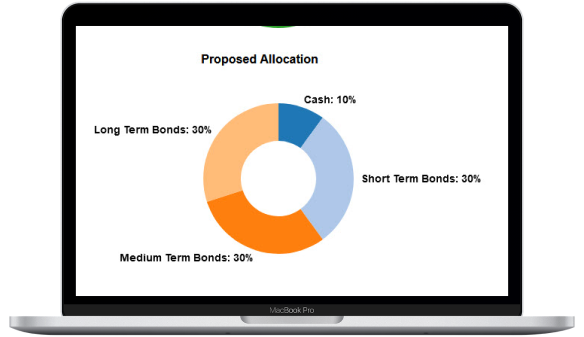 Proposed Allocation
Cash: 10%
Long Term Bonds: 30%
Short Term Bonds: 30%
Medium Term Bonds: 30%
MacBook Pro